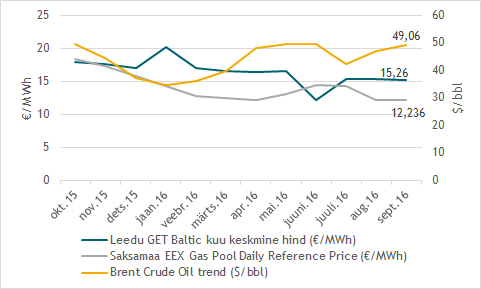 25
20
15
10
5
0
€/MWh
60
50
40
30
20
10
0
$/bbl
49,06
15,26
12,236
okt.15
nov.15
dets.15
jaan.16
veebr.16
märts.16
apr.16
mai.16
juuni.16
juuli.16
aug.16
sept.16
Leedu GET Baltic kuu keskmine hind (€/MWh)
Saksamaa EEX Gas Pool Daily Reference Price (€/MWh)
Brent Crude Oil trend ($/bbl)